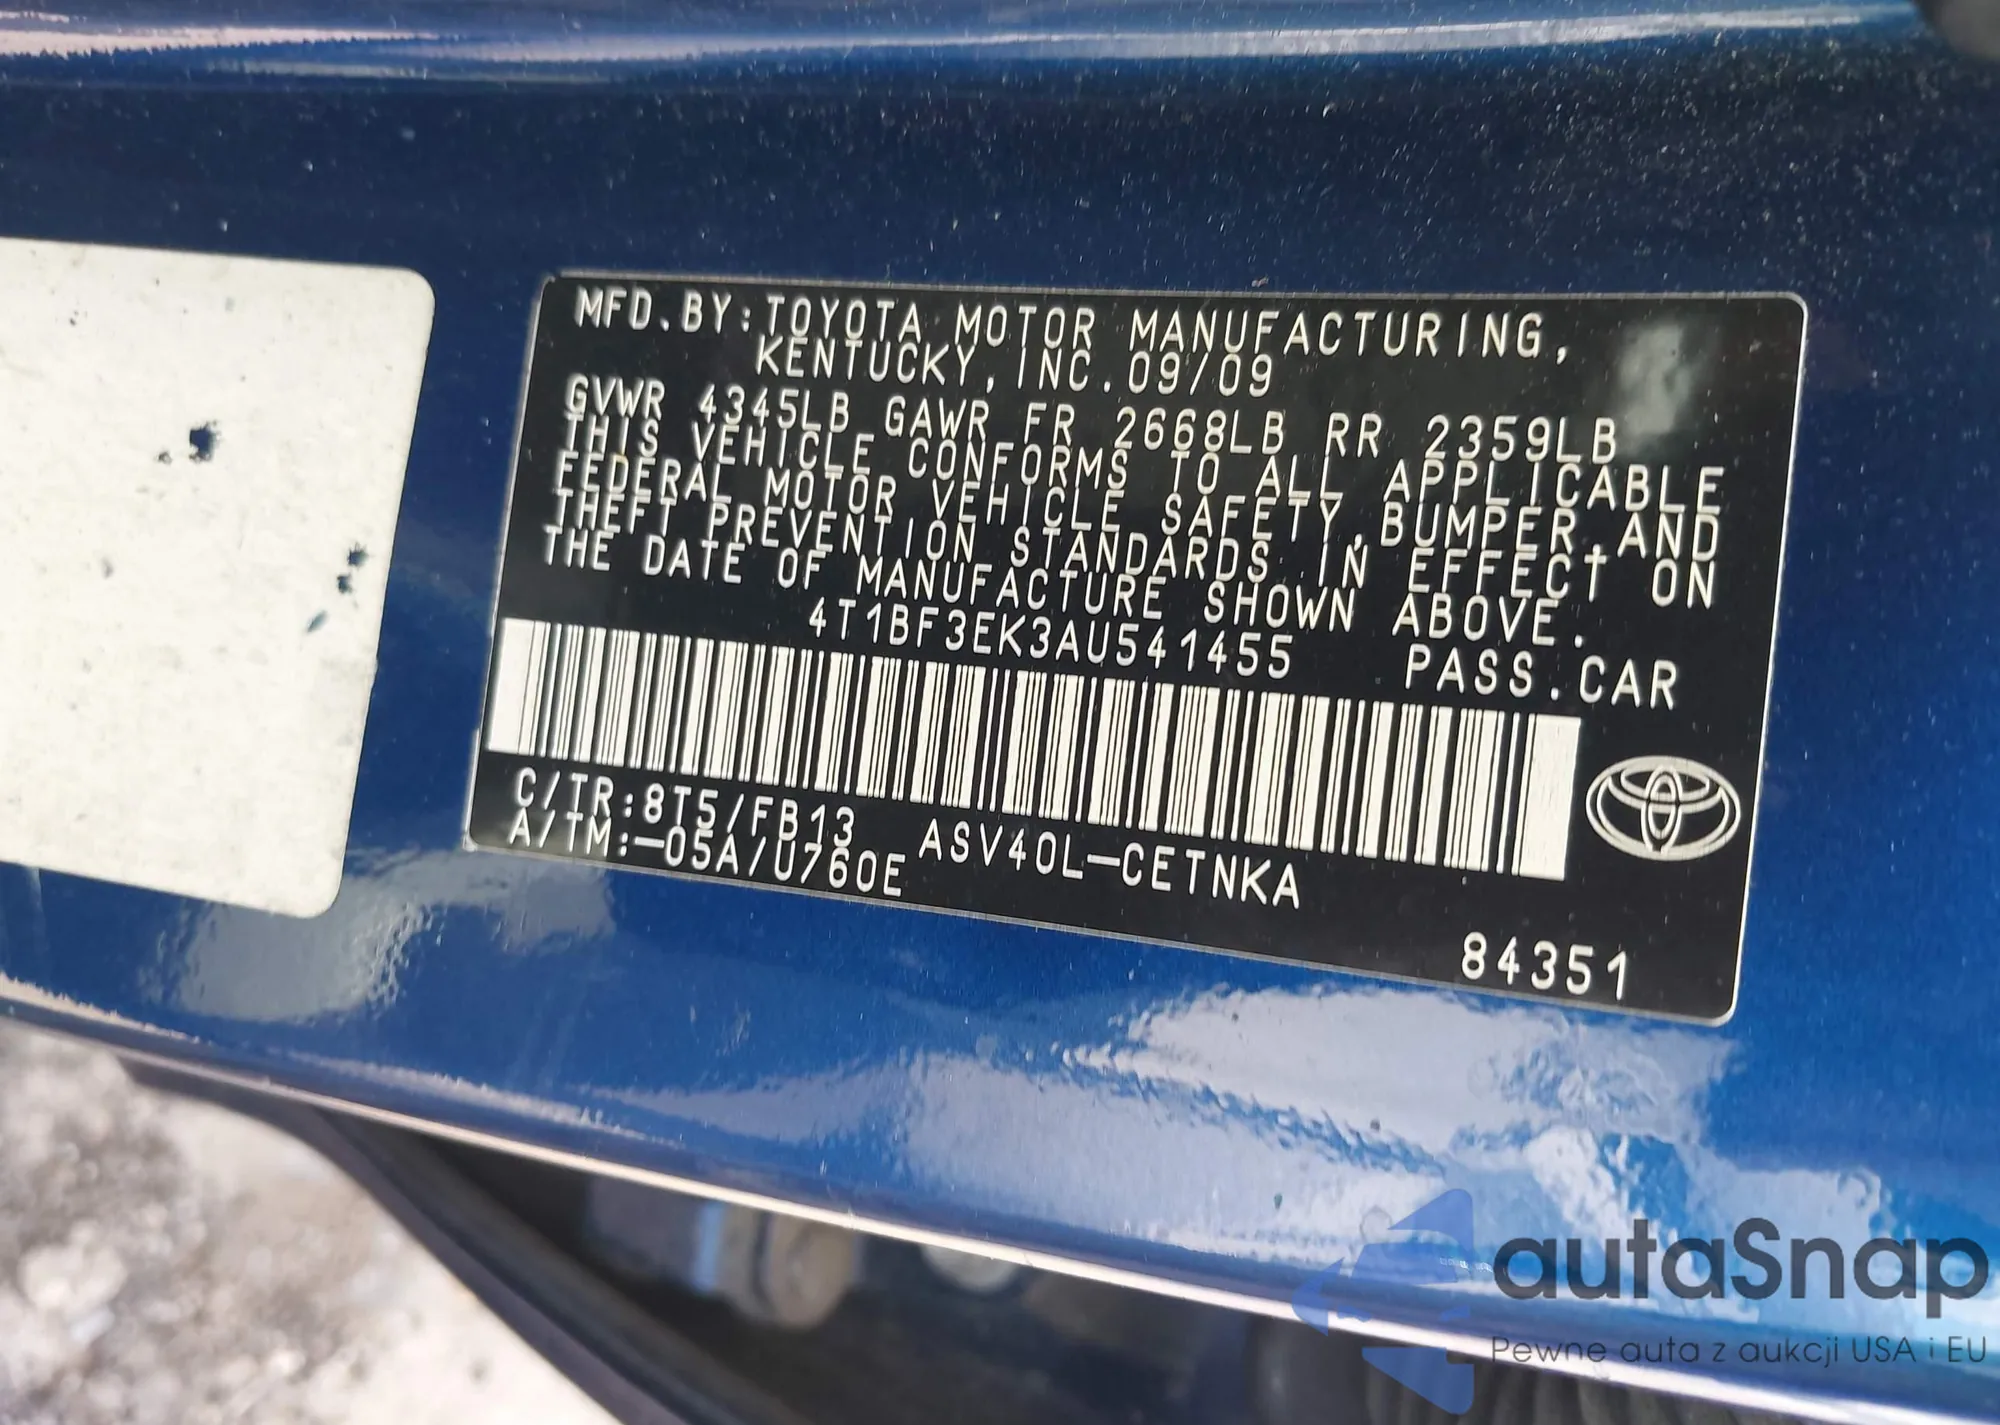 MFD.BY:TOYOTA MOTOR MANUFACTURING,
KENTUCKY,INC.09/09
GVWR 4345LB GAWR FR 2668LB RR 2359LB
THIS VEHICLE CONFORMS TO ALL APPLICABLE
FEDERAL MOTOR VEHICLE SAFETY,BUMPER,AND
THEFT PREVENTION STANDARDS IN EFFECT ON
THE DATE OF MANUFACTURE SHOWN ABOVE.
4T1BF3EK3AU541455 PASS.CAR
C/TR:8T5/FB13 ASV40L-CETNKA
A/TM:-05A/U760E
84351
autaSnap
Pewne auta z aukcji USA i EU